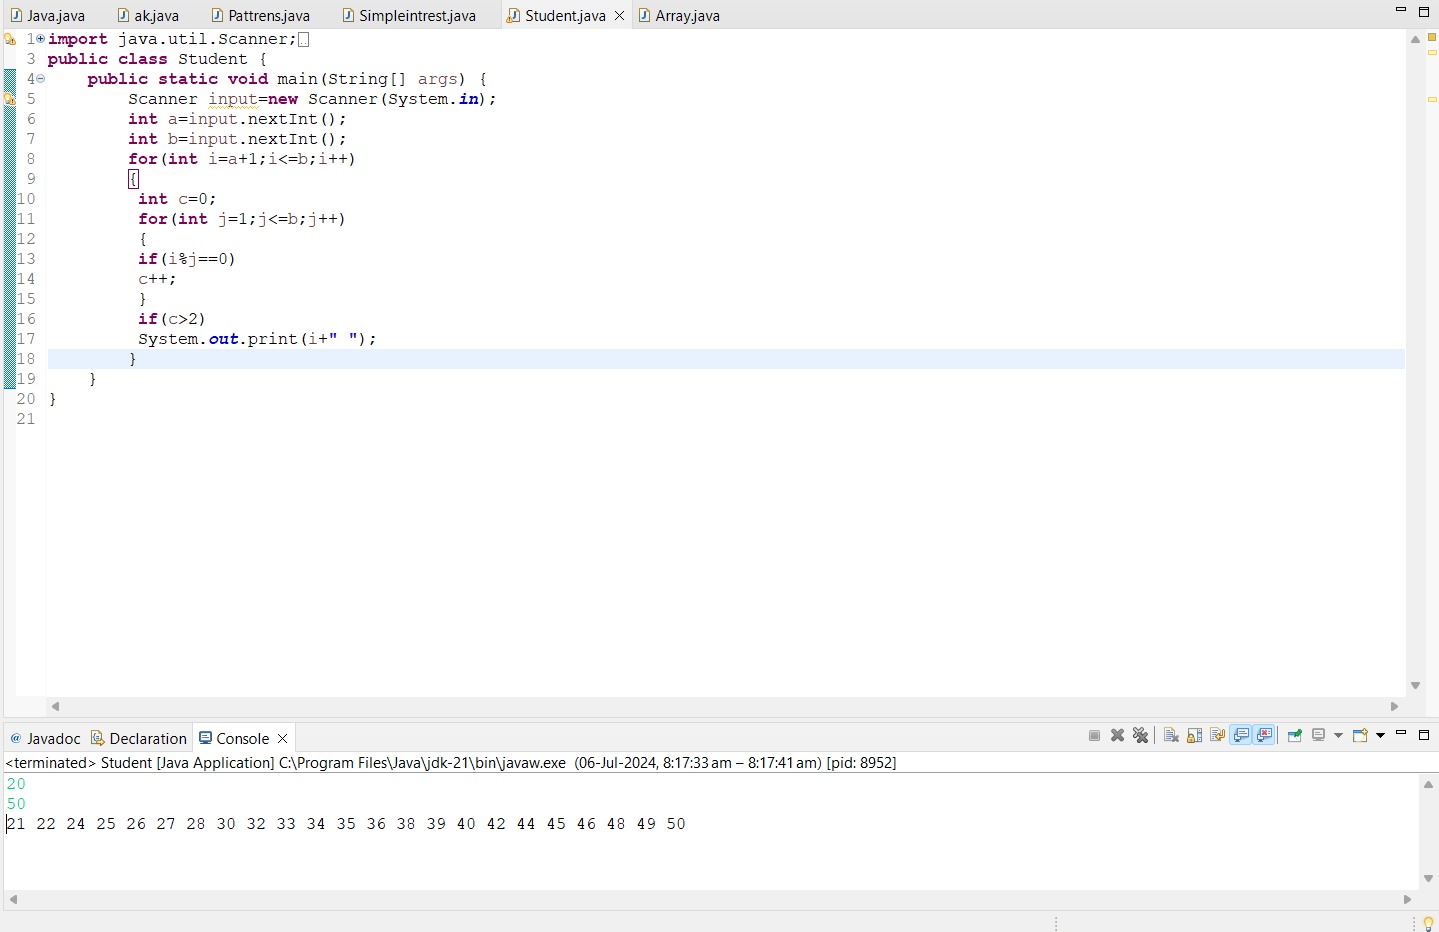 Java.java ak.java Pattrens.java Simpleintrest.java Student.java Array.java
1 import java.util.Scanner;
3 public class Student {
4 public static void main(String[] args) {
5 Scanner input=new Scanner(System.in);
6 int a=input.nextInt();
7 int b=input.nextInt();
8 for(int i=a+1;i<=b;i++)
9 {
10 int c=0;
11 for(int j=1;j<=b;j++)
12 {
13 if(i%j==0)
14 c++;
15 }
16 if(c>2)
17 System.out.print(i+" ");
18 }
19 }
20 }
21
@ Javadoc Declaration Console
<terminated> Student [Java Application] C:\Program Files\Java\jdk-21\bin\javaw.exe (06-Jul-2024, 8:17:33 am – 8:17:41 am) [pid: 8952]
20
50
21 22 24 25 26 27 28 30 32 33 34 35 36 38 39 40 42 44 45 46 48 49 50